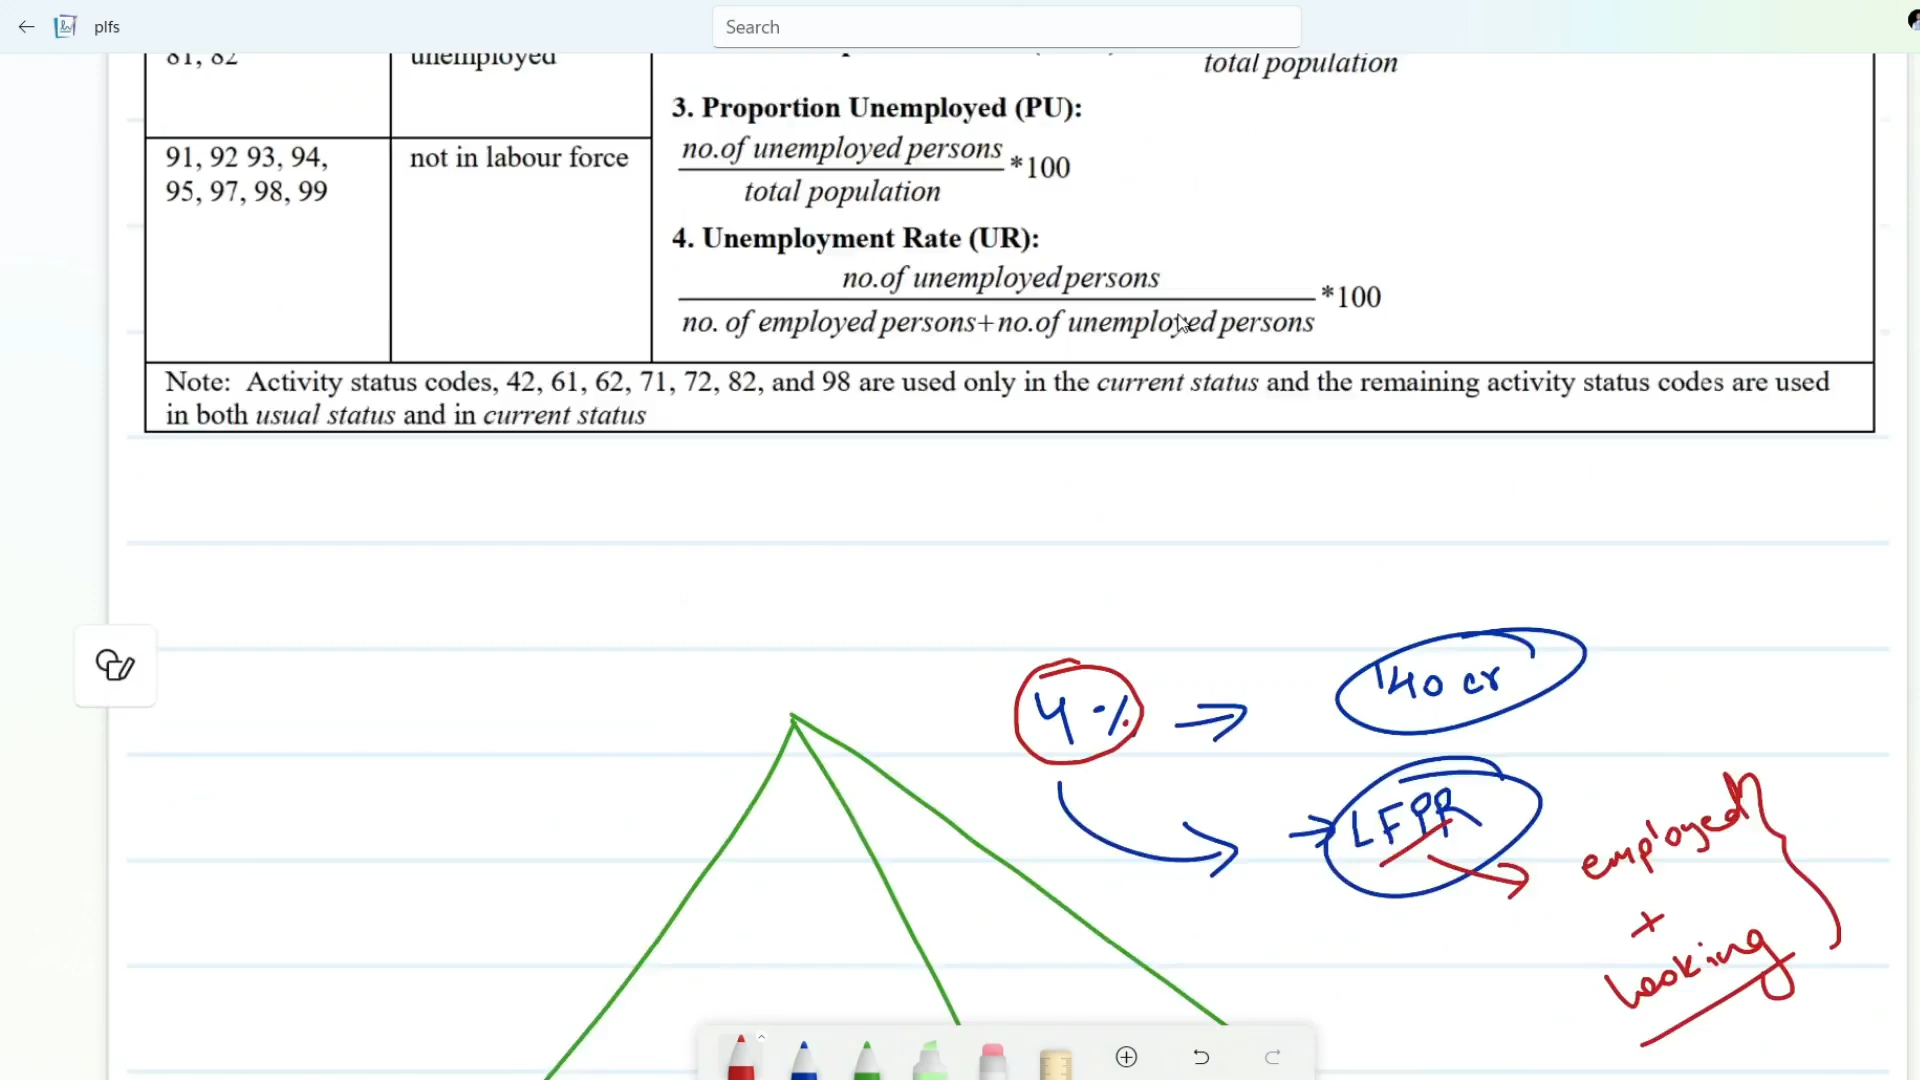 plfs
Search
81, 82
unemployed
total population
3. Proportion Unemployed (PU):
no.of unemployed persons
*100
total population
91, 92 93, 94,
95, 97, 98, 99
not in labour force
4. Unemployment Rate (UR):
no.of unemployed persons
*100
no. of employed persons+no.of unemployed persons
Note: Activity status codes, 42, 61, 62, 71, 72, 82, and 98 are used only in the current status and the remaining activity status codes are used
in both usual status and in current status
4 %
140 cr
LFPR
employed
+
looking